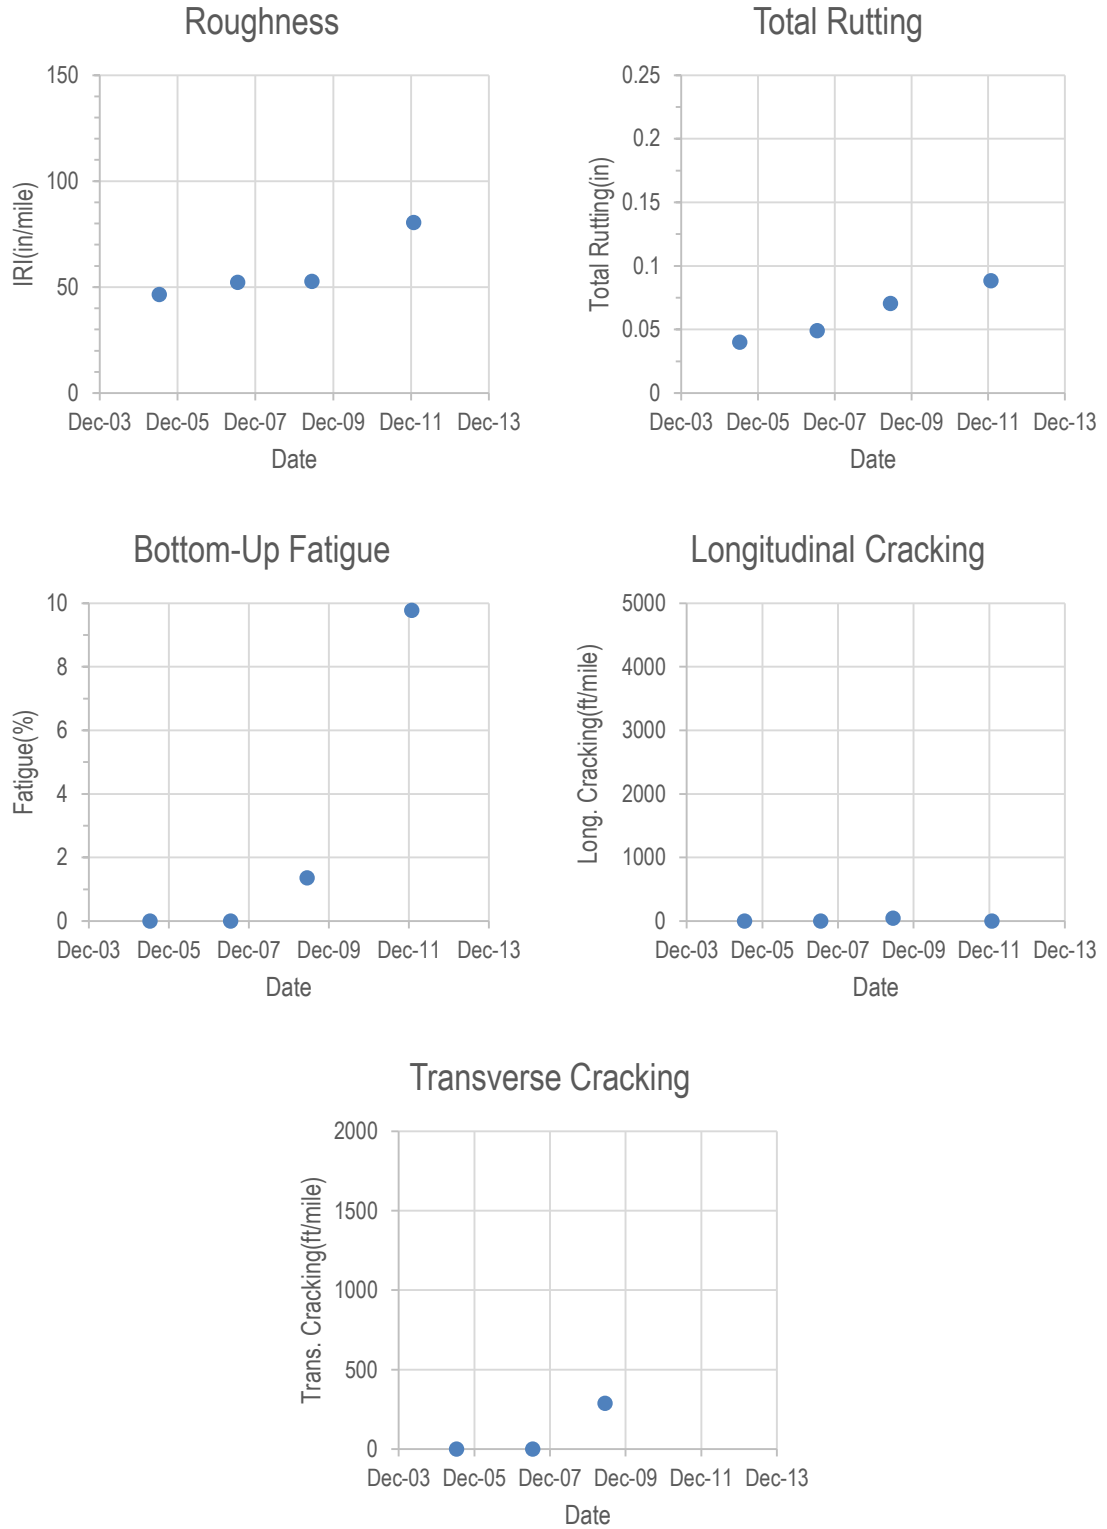 Roughness
150
100
50
0
IRI(in/mile)
Dec-03 Dec-05 Dec-07 Dec-09 Dec-11 Dec-13
Date
Total Rutting
0.25
0.2
0.15
0.1
0.05
0
Total Rutting(in)
Dec-03 Dec-05 Dec-07 Dec-09 Dec-11 Dec-13
Date
Bottom-Up Fatigue
10
8
6
4
2
0
Fatigue(%)
Dec-03 Dec-05 Dec-07 Dec-09 Dec-11 Dec-13
Date
Longitudinal Cracking
5000
4000
3000
2000
1000
0
Long. Cracking(ft/mile)
Dec-03 Dec-05 Dec-07 Dec-09 Dec-11 Dec-13
Date
Transverse Cracking
2000
1500
1000
500
0
Trans. Cracking(ft/mile)
Dec-03 Dec-05 Dec-07 Dec-09 Dec-11 Dec-13
Date